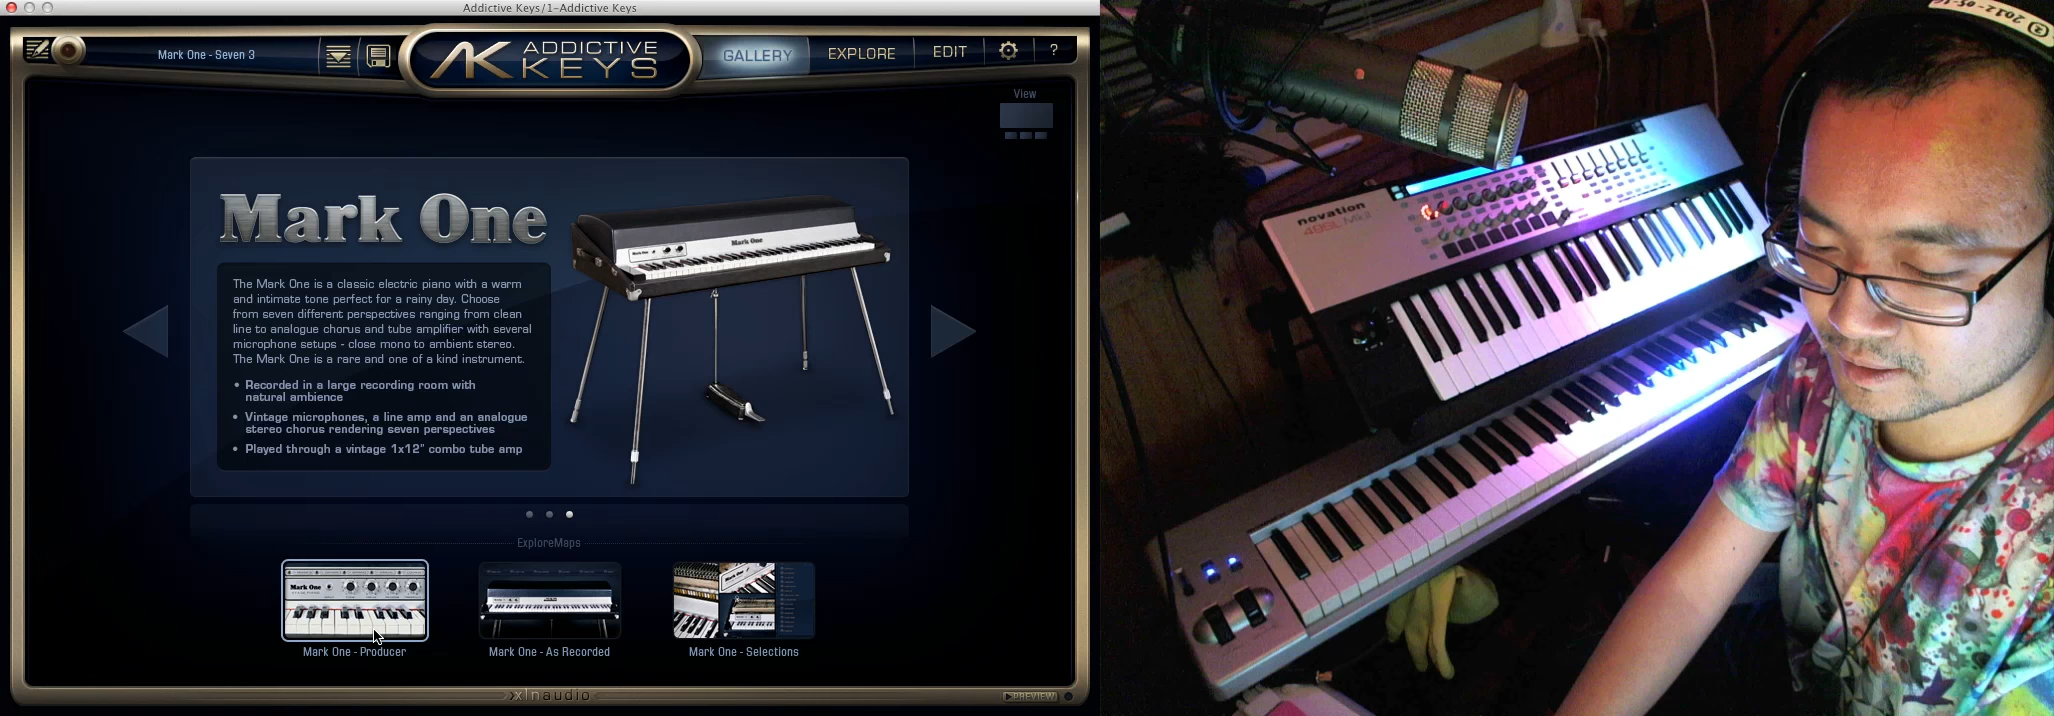 Addictive Keys/1-Addictive Keys
Mark One - Seven 3
AK ADDICTIVE KEYS
GALLERY
EXPLORE
EDIT
?
View
Mark One
The Mark One is a classic electric piano with a warm
and intimate tone perfect for a rainy day. Choose
from seven different perspectives ranging from clean
line to analogue chorus and tube amplifier with several
microphone setups - close mono to ambient stereo.
The Mark One is a rare and one of a kind instrument.
• Recorded in a large recording room with
natural ambience
• Vintage microphones, a line amp and an analogue
stereo chorus rendering seven perspectives
• Played through a vintage 1x12" combo tube amp
Mark One
ExploreMaps
Mark One
Mark One - Producer
Mark One - As Recorded
Mark One - Selections
xlnaudio
PREVIEW
novation
49SL MkII